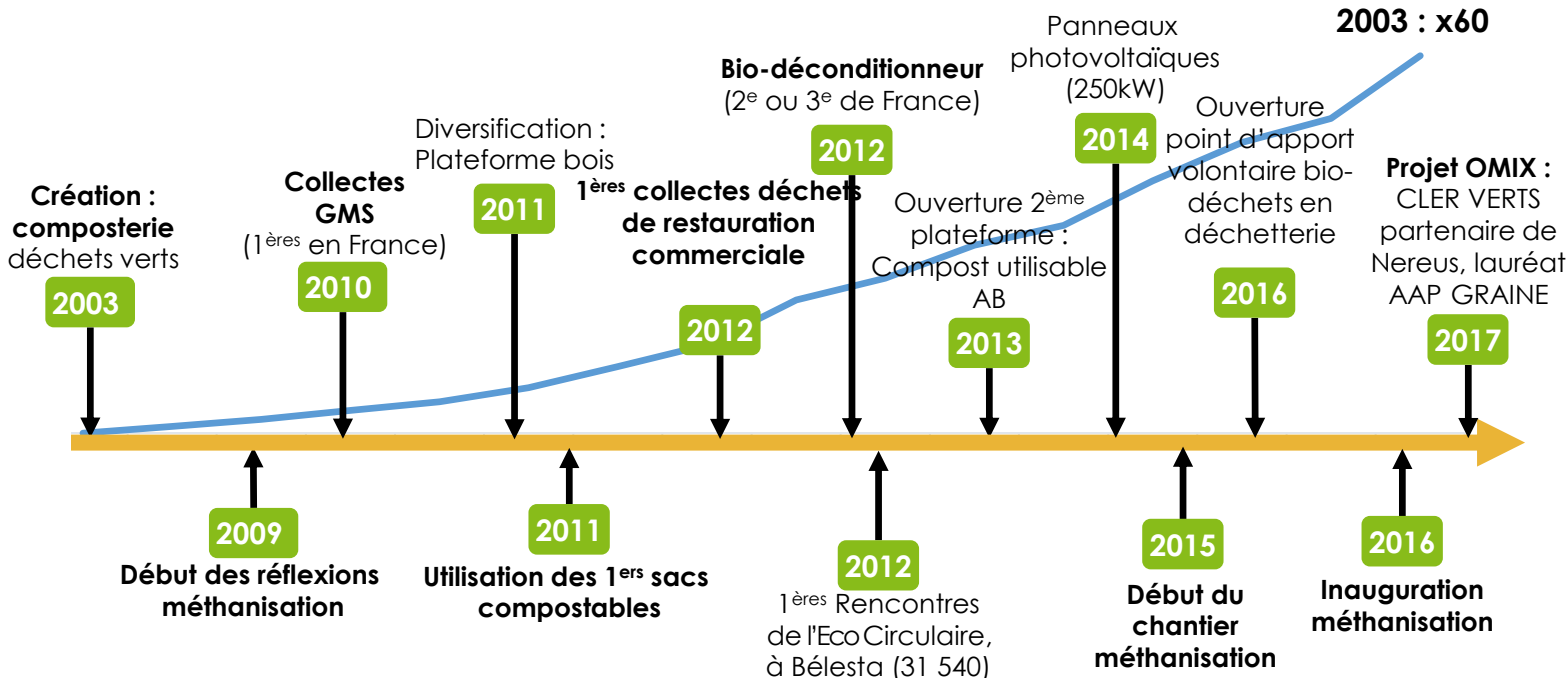 2003 : x60
Création :
composterie
déchets verts
2003
Collectes
GMS
(1ères en France)
2010
Diversification :
Plateforme bois
2011
1ères collectes déchets
de restauration
commerciale
2012
Bio-déconditionneur
(2e ou 3e de France)
2012
Ouverture 2ème
plateforme :
Compost utilisable
AB
2013
Panneaux
photovoltaïques
(250kW)
2014
Ouverture
point d'apport
volontaire bio-
déchets en
déchetterie
2016
Projet OMIX :
CLER VERTS
partenaire de
Nereus, lauréat
AAP GRAINE
2017
2009
Début des réflexions
méthanisation
2011
Utilisation des 1ers sacs
compostables
2012
1ères Rencontres
de l'Eco Circulaire,
à Bélesta (31 540)
2015
Début du
chantier
méthanisation
2016
Inauguration
méthanisation